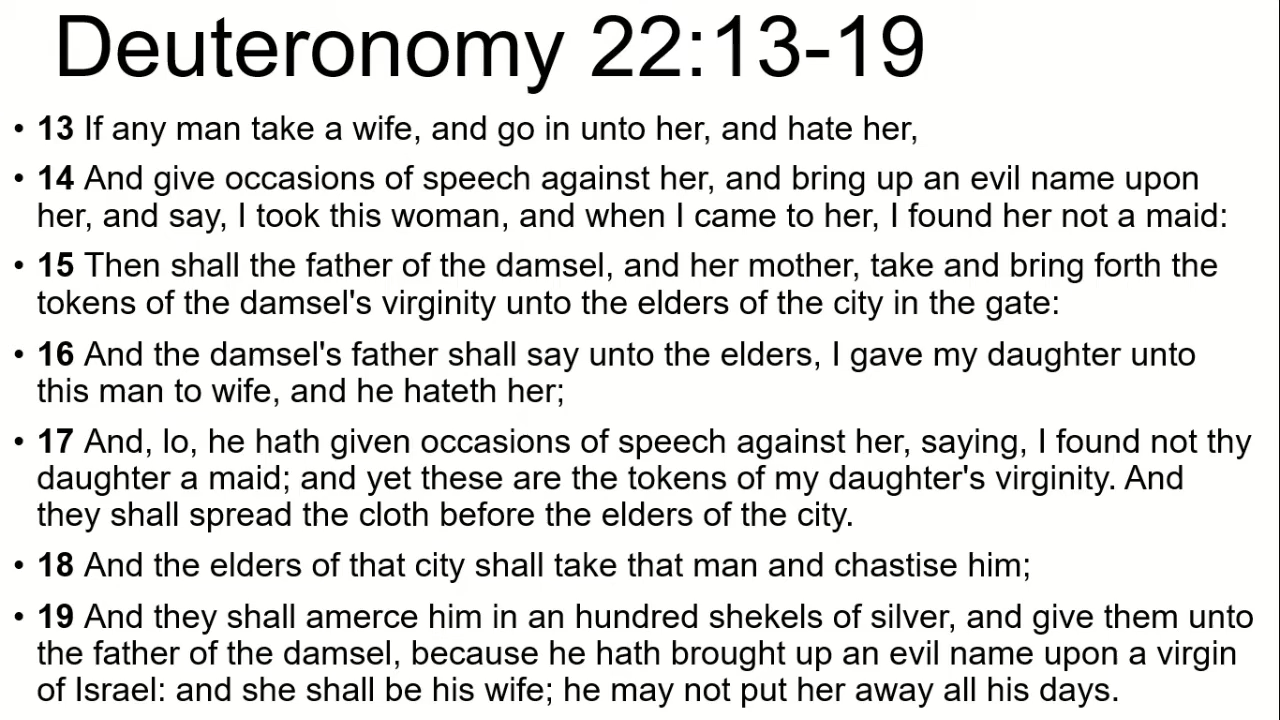 Deuteronomy 22:13-19
• 13 If any man take a wife, and go in unto her, and hate her,
• 14 And give occasions of speech against her, and bring up an evil name upon
her, and say, I took this woman, and when I came to her, I found her not a maid:
• 15 Then shall the father of the damsel, and her mother, take and bring forth the
tokens of the damsel's virginity unto the elders of the city in the gate:
• 16 And the damsel's father shall say unto the elders, I gave my daughter unto
this man to wife, and he hateth her;
• 17 And, lo, he hath given occasions of speech against her, saying, I found not thy
daughter a maid; and yet these are the tokens of my daughter's virginity. And
they shall spread the cloth before the elders of the city.
• 18 And the elders of that city shall take that man and chastise him;
• 19 And they shall amerce him in an hundred shekels of silver, and give them unto
the father of the damsel, because he hath brought up an evil name upon a virgin
of Israel: and she shall be his wife; he may not put her away all his days.